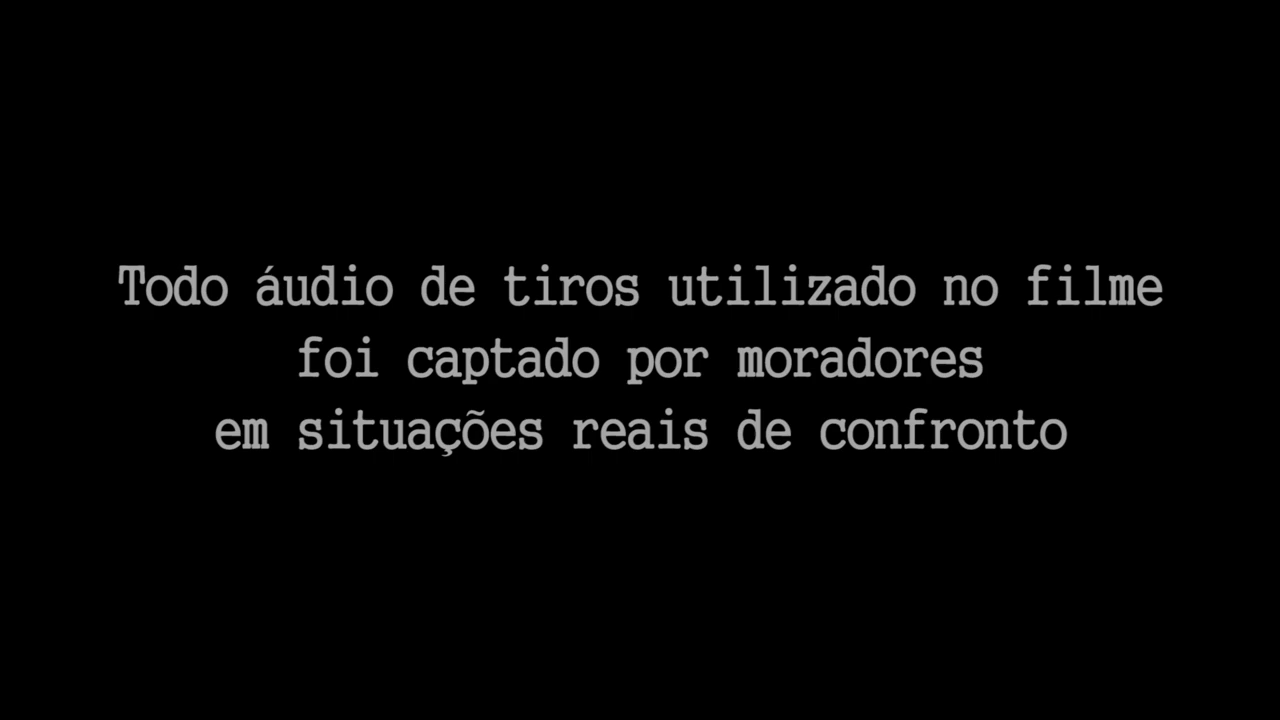 Todo áudio de tiros utilizado no filme
foi captado por moradores
em situações reais de confronto